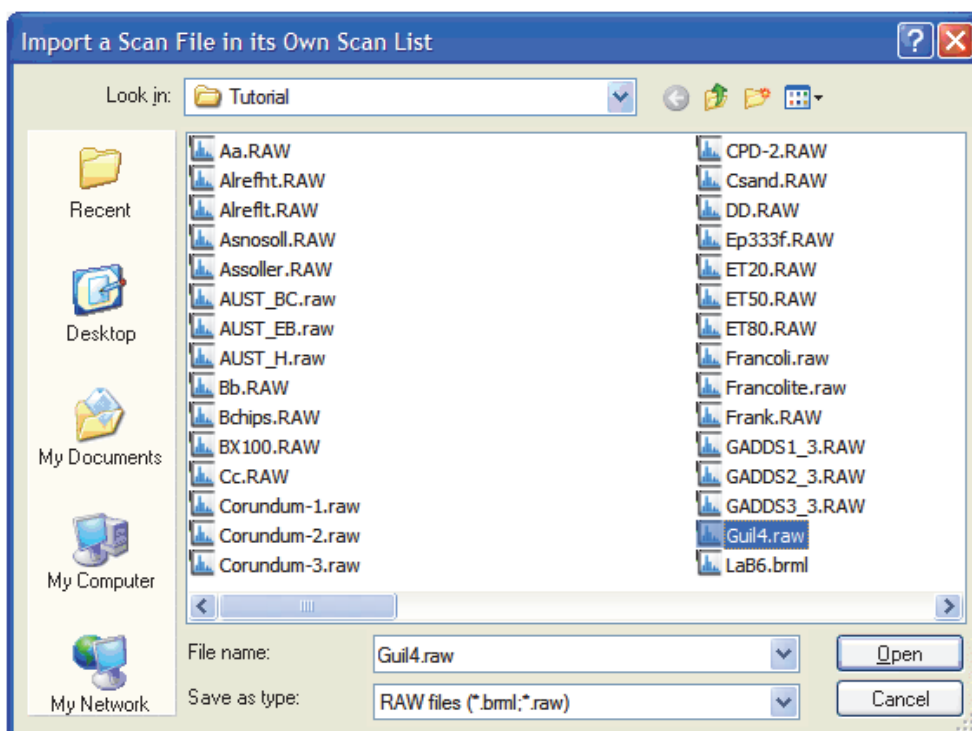 Import a Scan File in its Own Scan List
Look in:
Tutorial
Recent
Desktop
My Documents
My Computer
My Network
Aa.RAW
Alrefht.RAW
Alreflt.RAW
Asnosoll.RAW
Assoller.RAW
AUST_BC.raw
AUST_EB.raw
AUST_H.raw
Bb.RAW
Bchips.RAW
BX100.RAW
Cc.RAW
Corundum-1.raw
Corundum-2.raw
Corundum-3.raw
CPD-2.RAW
Csand.RAW
DD.RAW
Ep333f.RAW
ET20.RAW
ET50.RAW
ET80.RAW
Francoli.raw
Francolite.raw
Frank.RAW
GADDS1_3.RAW
GADDS2_3.RAW
GADDS3_3.RAW
Guil4.raw
LaB6.brml
File name:
Guil4.raw
Open
Save as type:
RAW files (*.brml;*.raw)
Cancel